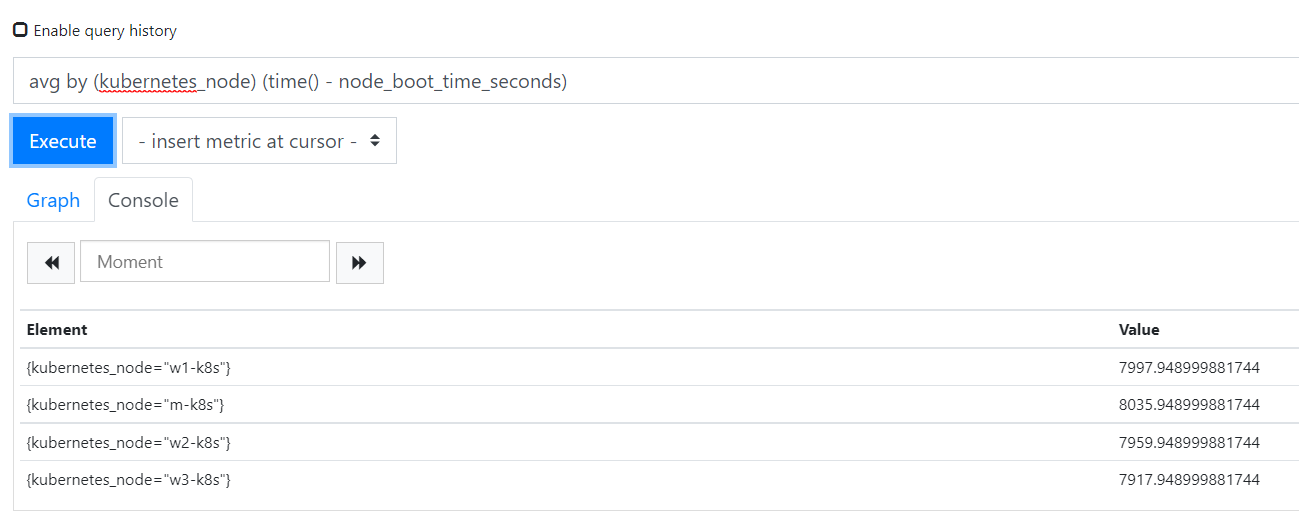 Enable query history
avg by (kubernetes_node) (time() - node_boot_time_seconds)
Execute - insert metric at cursor -
Graph Console
Moment
Element Value
{kubernetes_node="w1-k8s"} 7997.948999881744
{kubernetes_node="m-k8s"} 8035.948999881744
{kubernetes_node="w2-k8s"} 7959.948999881744
{kubernetes_node="w3-k8s"} 7917.948999881744